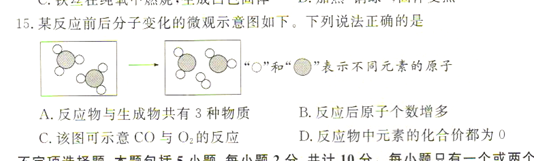 15.某反应前后分子变化的微观示意图如下。下列说法正确的是
“○”和“ ”表示不同元素的原子
A.反应物与生成物共有3种物质 B.反应后原子个数增多
C.该图可示意CO与O₂的反应 D.反应物中元素的化合价都为0